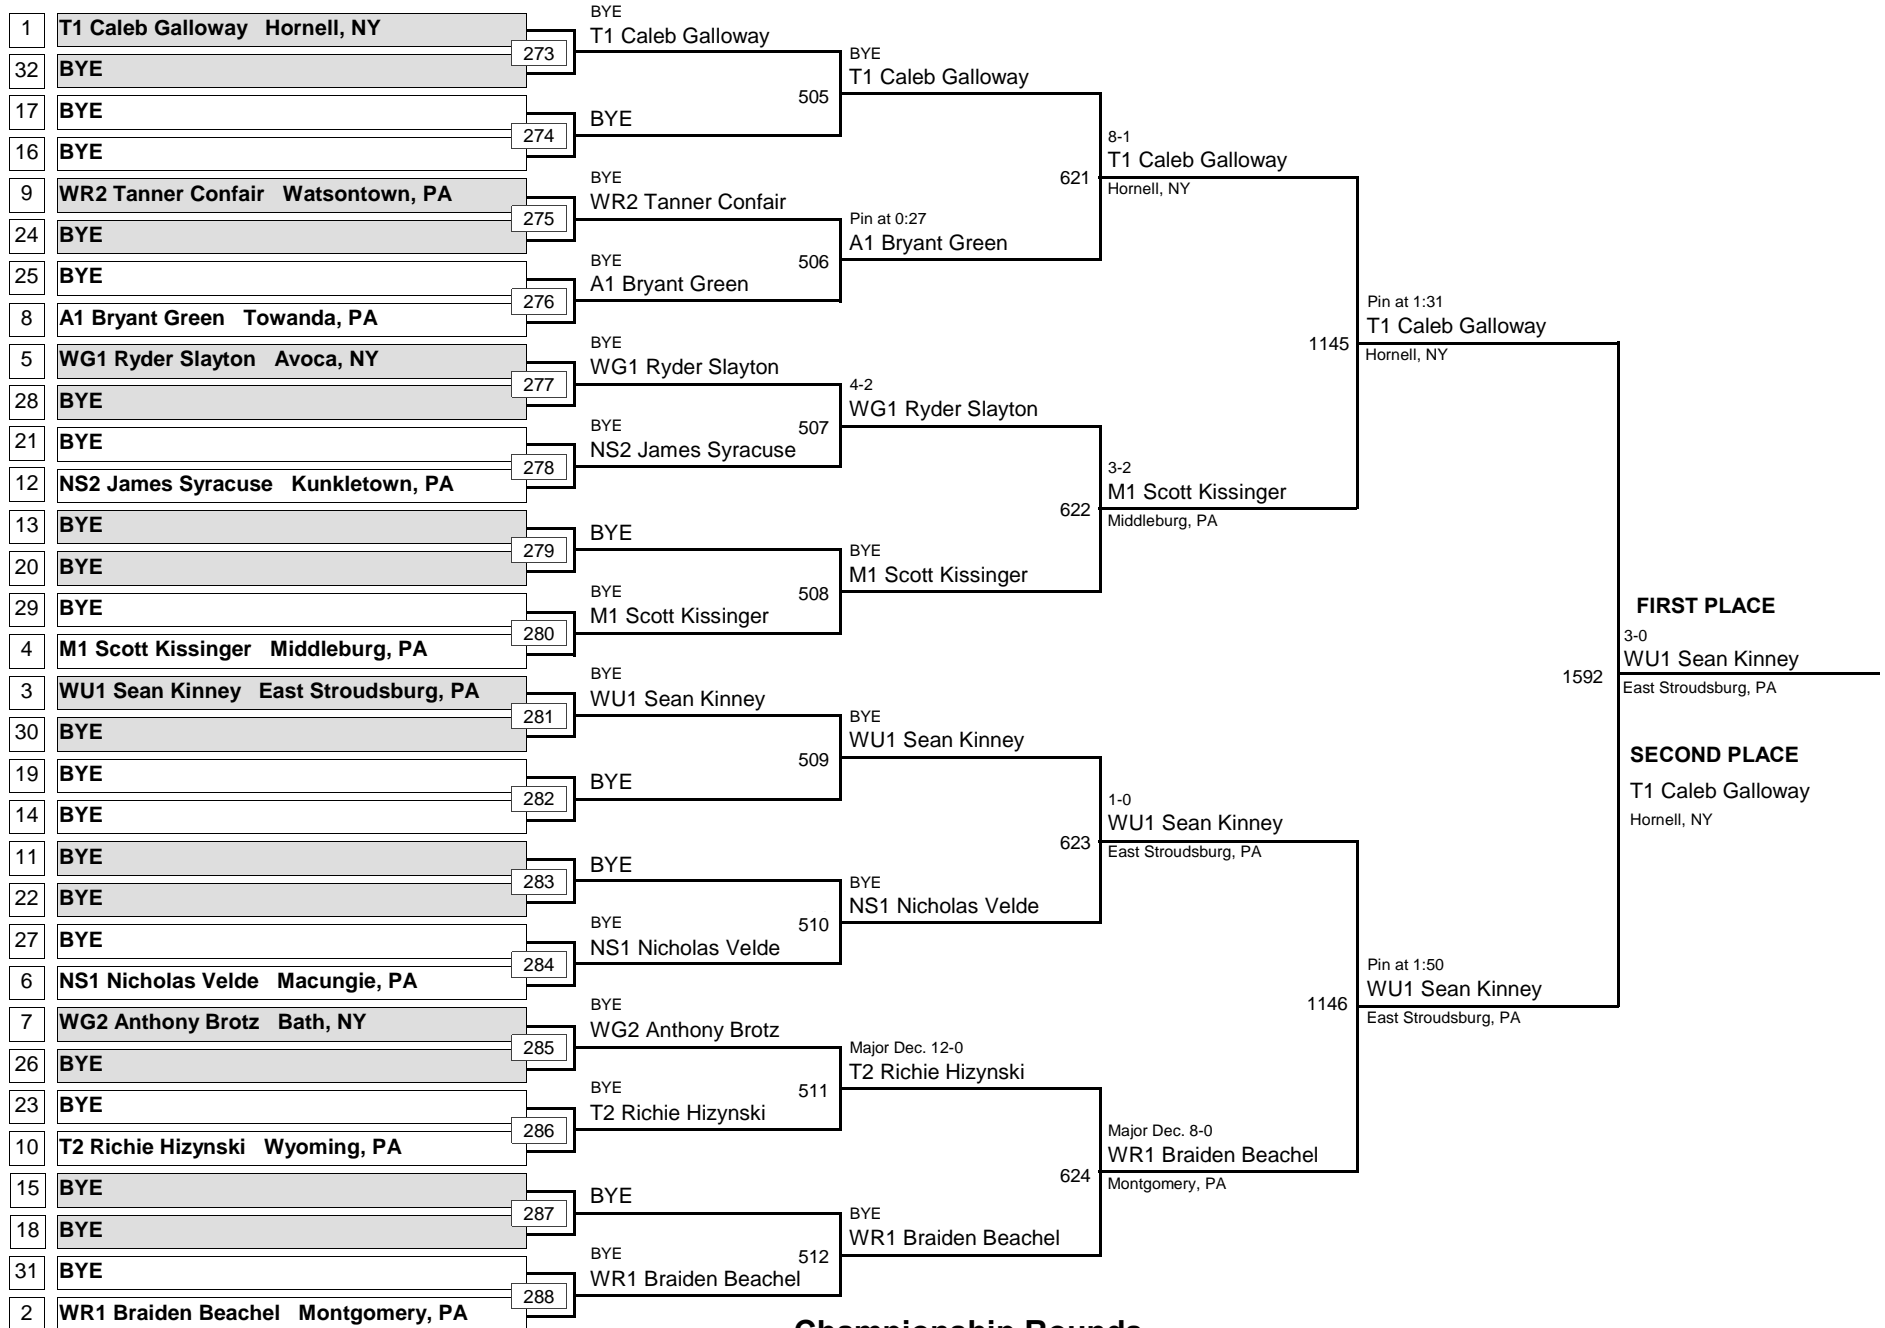 1 T1 Caleb Galloway Hornell, NY
32 BYE
17 BYE
16 BYE
9 WR2 Tanner Confair Watsontown, PA
24 BYE
25 BYE
8 A1 Bryant Green Towanda, PA
5 WG1 Ryder Slayton Avoca, NY
28 BYE
21 BYE
12 NS2 James Syracuse Kunkletown, PA
13 BYE
20 BYE
29 BYE
4 M1 Scott Kissinger Middleburg, PA
3 WU1 Sean Kinney East Stroudsburg, PA
30 BYE
19 BYE
14 BYE
11 BYE
22 BYE
27 BYE
6 NS1 Nicholas Velde Macungie, PA
7 WG2 Anthony Brotz Bath, NY
26 BYE
23 BYE
10 T2 Richie Hizynski Wyoming, PA
15 BYE
18 BYE
31 BYE
2 WR1 Braiden Beachel Montgomery, PA
273
274
275
276
277
278
279
280
281
282
283
284
285
286
287
288
BYE
T1 Caleb Galloway
BYE
BYE
WR2 Tanner Confair
BYE
A1 Bryant Green
BYE
WG1 Ryder Slayton
BYE
NS2 James Syracuse
BYE
BYE
M1 Scott Kissinger
BYE
WU1 Sean Kinney
BYE
BYE
BYE
NS1 Nicholas Velde
BYE
WG2 Anthony Brotz
BYE
T2 Richie Hizynski
BYE
BYE
WR1 Braiden Beachel
505
506
507
508
509
510
511
512
BYE
T1 Caleb Galloway
Pin at 0:27
A1 Bryant Green
4-2
WG1 Ryder Slayton
BYE
M1 Scott Kissinger
BYE
WU1 Sean Kinney
BYE
NS1 Nicholas Velde
Major Dec. 12-0
T2 Richie Hizynski
BYE
WR1 Braiden Beachel
621
622
623
624
8-1
T1 Caleb Galloway
Hornell, NY
3-2
M1 Scott Kissinger
Middleburg, PA
1-0
WU1 Sean Kinney
East Stroudsburg, PA
Major Dec. 8-0
WR1 Braiden Beachel
Montgomery, PA
1145
1146
Pin at 1:31
T1 Caleb Galloway
Hornell, NY
Pin at 1:50
WU1 Sean Kinney
East Stroudsburg, PA
1592
FIRST PLACE
3-0
WU1 Sean Kinney
East Stroudsburg, PA
SECOND PLACE
T1 Caleb Galloway
Hornell, NY
Championship Rounds